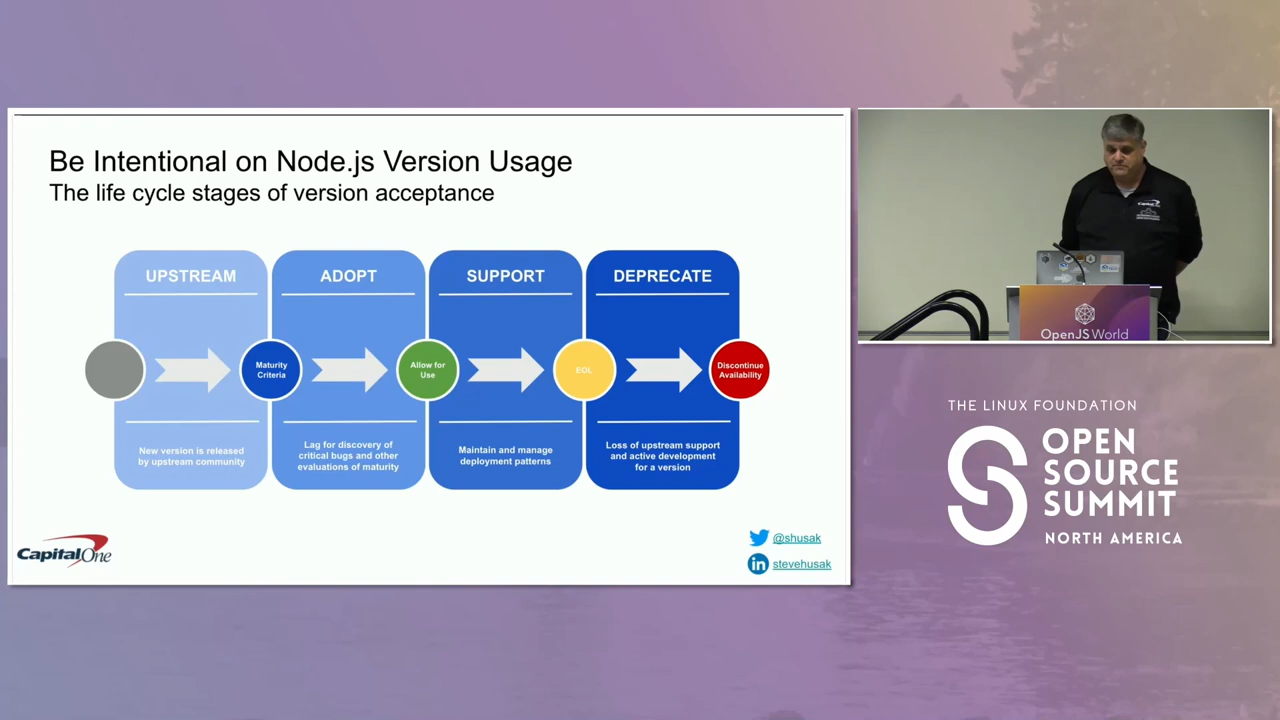 Be Intentional on Node.js Version Usage
The life cycle stages of version acceptance
UPSTREAM
ADOPT
SUPPORT
DEPRECATE
Maturity
Criteria
Allow for
Use
EOL
Discontinue
Availability
New version is released
by upstream community
Lag for discovery of
critical bugs and other
evaluations of maturity
Maintain and manage
deployment patterns
Loss of upstream support
and active development
for a version
CapitalOne
@shusak
in
stevehusak
Capital One
OpenJS World
THE LINUX FOUNDATION
OPEN
SOURCE
SUMMIT
NORTH AMERICA